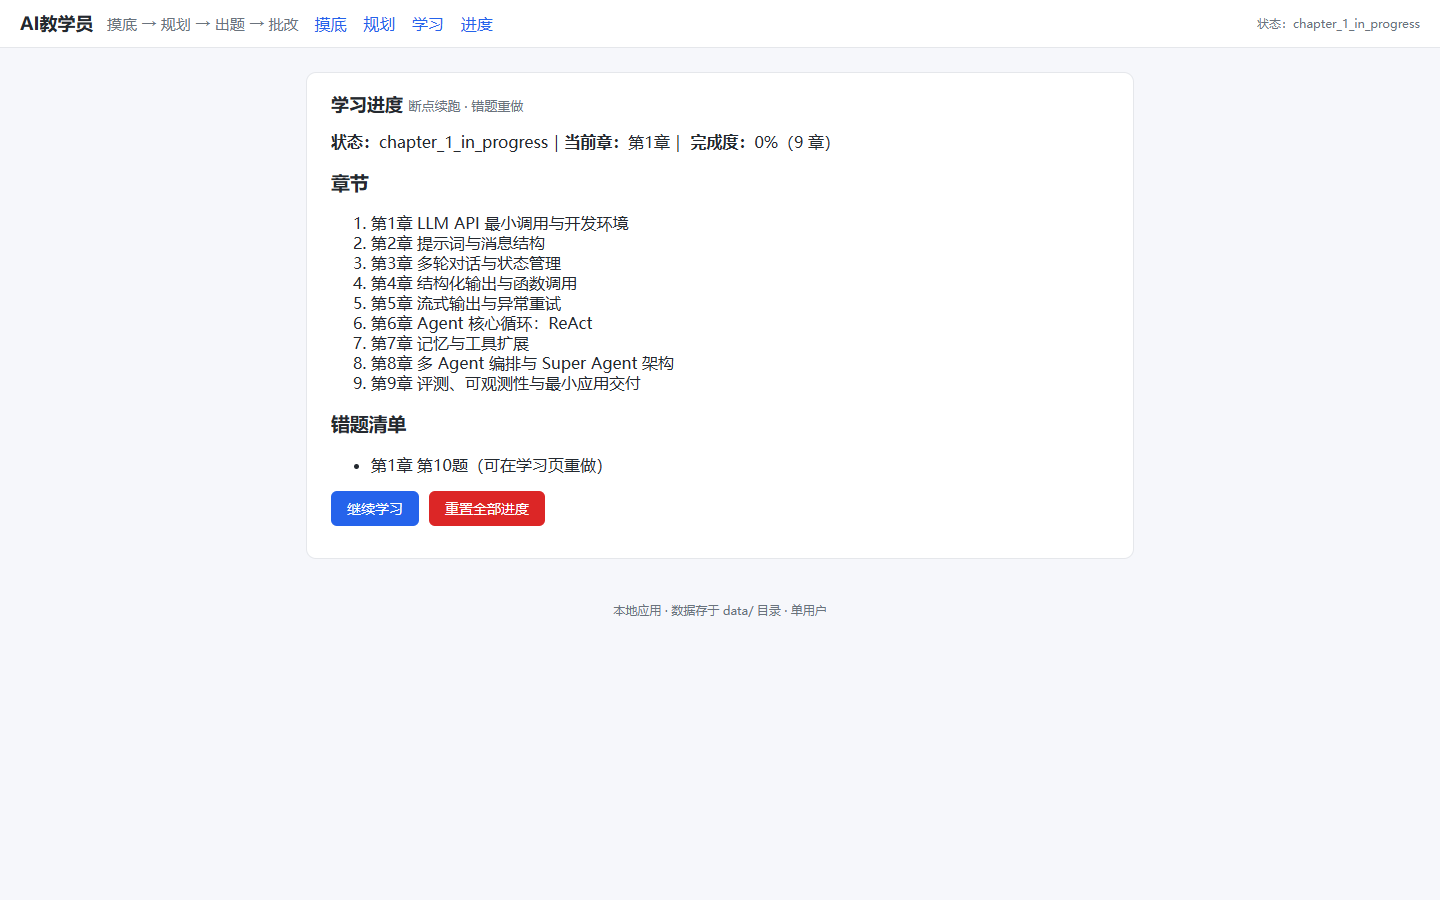 AI教学员 摸底 → 规划 → 出题 → 批改 摸底 规划 学习 进度 状态：chapter_1_in_progress
学习进度 断点续跑 · 错题重做
状态：chapter_1_in_progress | 当前章：第1章 | 完成度：0%（9 章）
章节
1. 第1章 LLM API 最小调用与开发环境
2. 第2章 提示词与消息结构
3. 第3章 多轮对话与状态管理
4. 第4章 结构化输出与函数调用
5. 第5章 流式输出与异常重试
6. 第6章 Agent 核心循环：ReAct
7. 第7章 记忆与工具扩展
8. 第8章 多 Agent 编排与 Super Agent 架构
9. 第9章 评测、可观测性与最小应用交付
错题清单
• 第1章 第10题（可在学习页重做）
继续学习 重置全部进度
本地应用 · 数据存于 data/ 目录 · 单用户